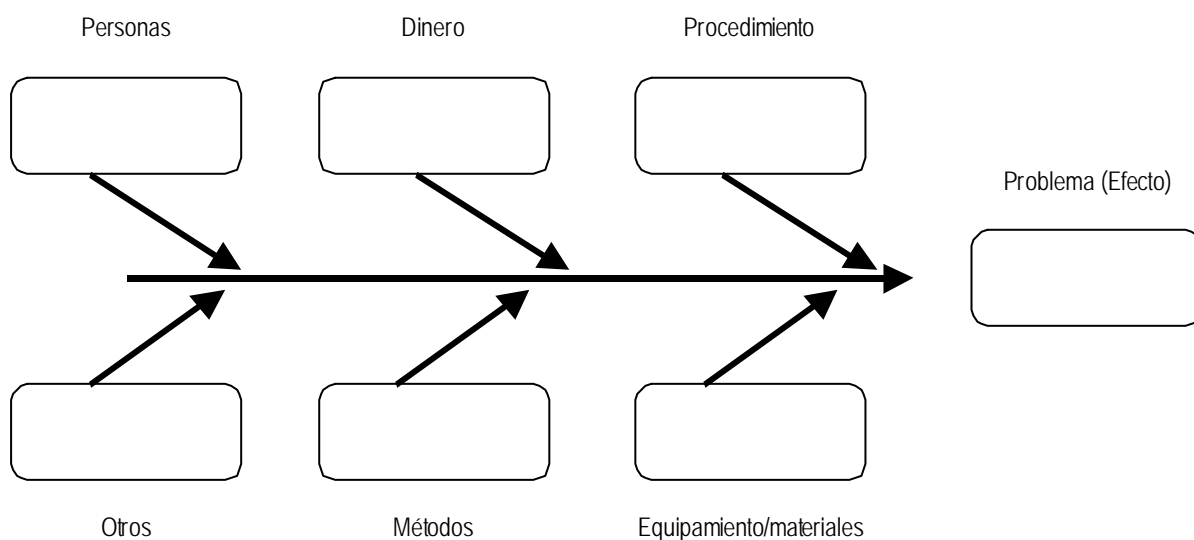 Personas
Dinero
Procedimiento
Problema (Efecto)
Otros
Métodos
Equipamiento/materiales